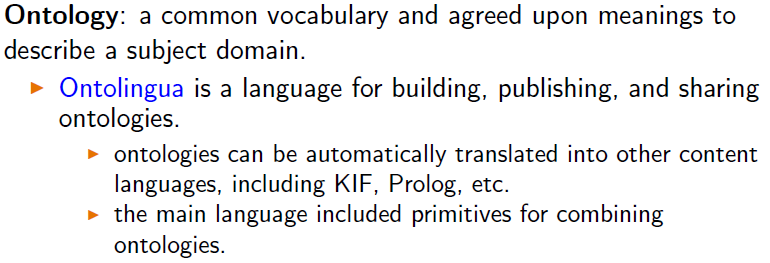 Ontology: a common vocabulary and agreed upon meanings to
describe a subject domain.
Ontolingua is a language for building, publishing, and sharing
ontologies.
ontologies can be automatically translated into other content
languages, including KIF, Prolog, etc.
the main language included primitives for combining
ontologies.